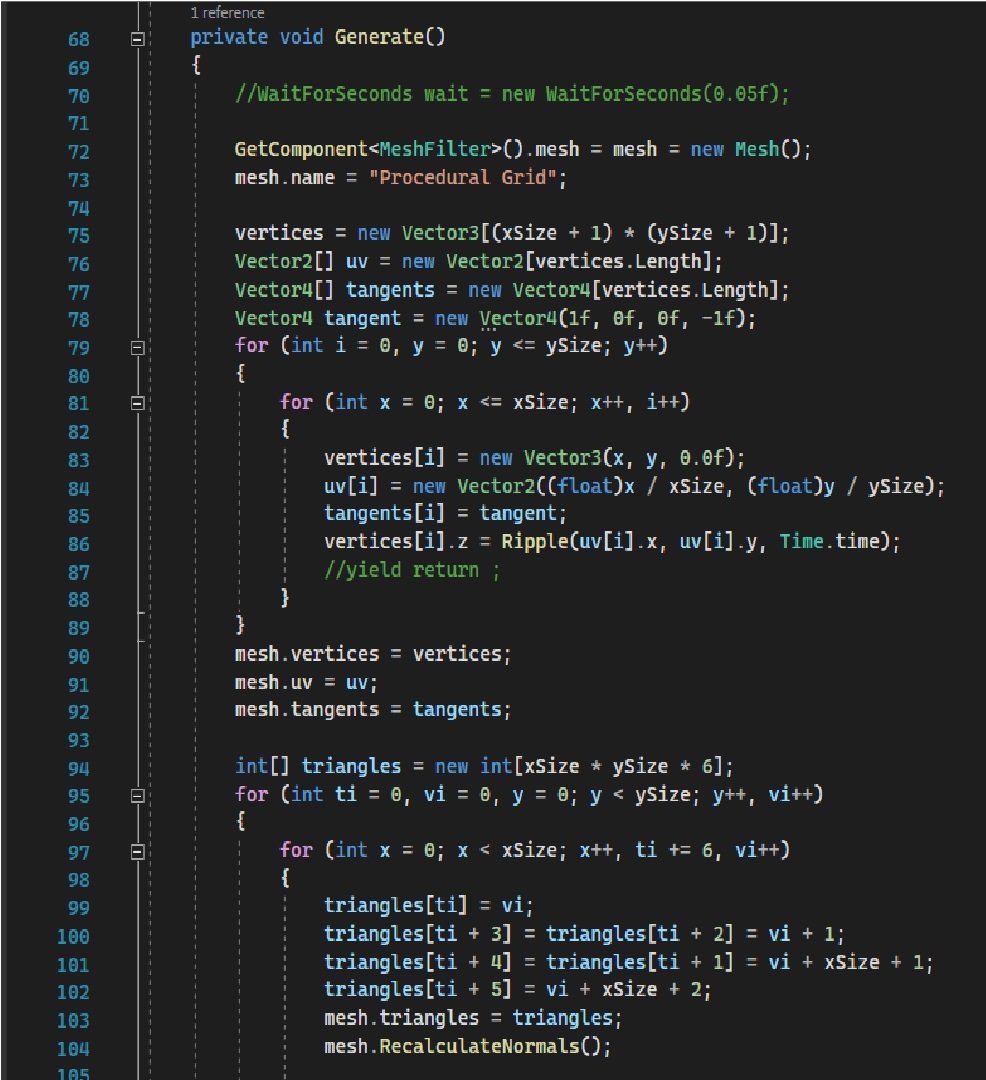 1 reference
68 private void Generate()
69 {
70 //WaitForSeconds wait = new WaitForSeconds(0.05f);
71
72 GetComponent<MeshFilter>().mesh = mesh = new Mesh();
73 mesh.name = "Procedural Grid";
74
75 vertices = new Vector3[(xSize + 1) * (ySize + 1)];
76 Vector2[] uv = new Vector2[vertices.Length];
77 Vector4[] tangents = new Vector4[vertices.Length];
78 Vector4 tangent = new Vector4(1f, 0f, 0f, -1f);
79 for (int i = 0, y = 0; y <= ySize; y++)
80 {
81 for (int x = 0; x <= xSize; x++, i++)
82 {
83 vertices[i] = new Vector3(x, y, 0.0f);
84 uv[i] = new Vector2((float)x / xSize, (float)y / ySize);
85 tangents[i] = tangent;
86 vertices[i].z = Ripple(uv[i].x, uv[i].y, Time.time);
87 //yield return ;
88 }
89 }
90 mesh.vertices = vertices;
91 mesh.uv = uv;
92 mesh.tangents = tangents;
93
94 int[] triangles = new int[xSize * ySize * 6];
95 for (int ti = 0, vi = 0, y = 0; y < ySize; y++, vi++)
96 {
97 for (int x = 0; x < xSize; x++, ti += 6, vi++)
98 {
99 triangles[ti] = vi;
100 triangles[ti + 3] = triangles[ti + 2] = vi + 1;
101 triangles[ti + 4] = triangles[ti + 1] = vi + xSize + 1;
102 triangles[ti + 5] = vi + xSize + 2;
103 mesh.triangles = triangles;
104 mesh.RecalculateNormals();
105